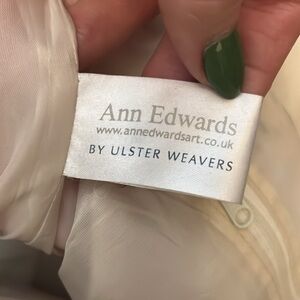 Ann Edwards
www.annedwardsart.co.uk
BY ULSTER WEAVERS